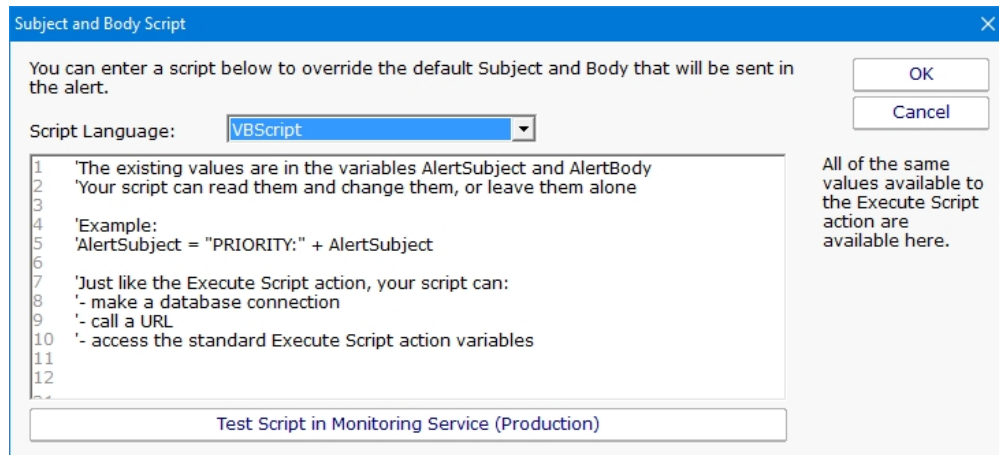 Subject and Body Script
You can enter a script below to override the default Subject and Body that will be sent in
the alert.
OK
Cancel
Script Language:
VBScript
1 'The existing values are in the variables AlertSubject and AlertBody
2 'Your script can read them and change them, or leave them alone
3
4 'Example:
5 'AlertSubject = "PRIORITY:" + AlertSubject
6
7 'Just like the Execute Script action, your script can:
8 '- make a database connection
9 '- call a URL
10 '- access the standard Execute Script action variables
11
12
All of the same
values available to
the Execute Script
action are
available here.
Test Script in Monitoring Service (Production)